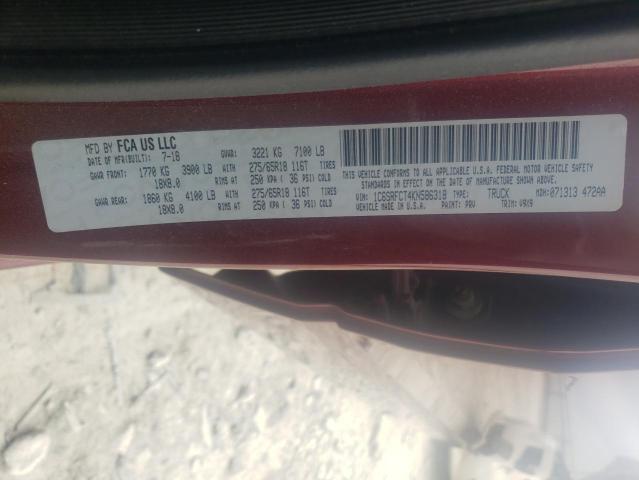 MFD BY FCA US LLC
DATE OF MFR(BUILT): 7-18 GVWR: 3221 KG 7100 LB
GAWR FRONT: 1770 KG 3900 LB WITH 275/65R18 116T TIRES
18X8.0 RIMS AT 250 KPA ( 36 PSI) COLD
GAWR REAR: 1860 KG 4100 LB WITH 275/65R18 116T TIRES
18X8.0 RIMS AT 250 KPA ( 36 PSI) COLD
THIS VEHICLE CONFORMS TO ALL APPLICABLE U.S.A. FEDERAL MOTOR VEHICLE SAFETY
STANDARDS IN EFFECT ON THE DATE OF MANUFACTURE SHOWN ABOVE.
VIN: 1C6SRFCT4KN586318 TYPE: TRUCK MDH: 071313 472AA
VEHICLE MADE IN U.S.A. PAINT: PRV TRIM: V9X9